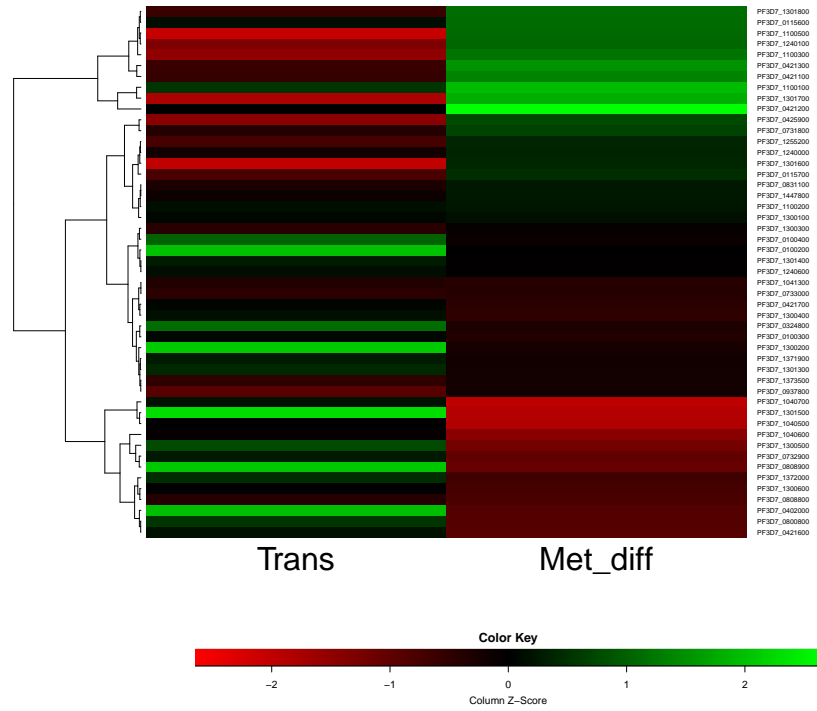 PF3D7_1301800
PF3D7_0115600
PF3D7_1100500
PF3D7_1240100
PF3D7_1100300
PF3D7_0421300
PF3D7_0421100
PF3D7_1100100
PF3D7_1301700
PF3D7_0421200
PF3D7_0425900
PF3D7_0731800
PF3D7_1255200
PF3D7_1240000
PF3D7_1301600
PF3D7_0115700
PF3D7_0831100
PF3D7_1447800
PF3D7_1100200
PF3D7_1300100
PF3D7_1300300
PF3D7_0100400
PF3D7_0100200
PF3D7_1301400
PF3D7_1240600
PF3D7_1041300
PF3D7_0733000
PF3D7_0421700
PF3D7_1300400
PF3D7_0324800
PF3D7_0100300
PF3D7_1300200
PF3D7_1371900
PF3D7_1301300
PF3D7_1373500
PF3D7_0937800
PF3D7_1040700
PF3D7_1301500
PF3D7_1040500
PF3D7_1040600
PF3D7_1300500
PF3D7_0732900
PF3D7_0808900
PF3D7_1372000
PF3D7_1300600
PF3D7_0808800
PF3D7_0402000
PF3D7_0800800
PF3D7_0421600
Trans Met_diff
Color Key
−2 −1 0 1 2
Column Z−Score